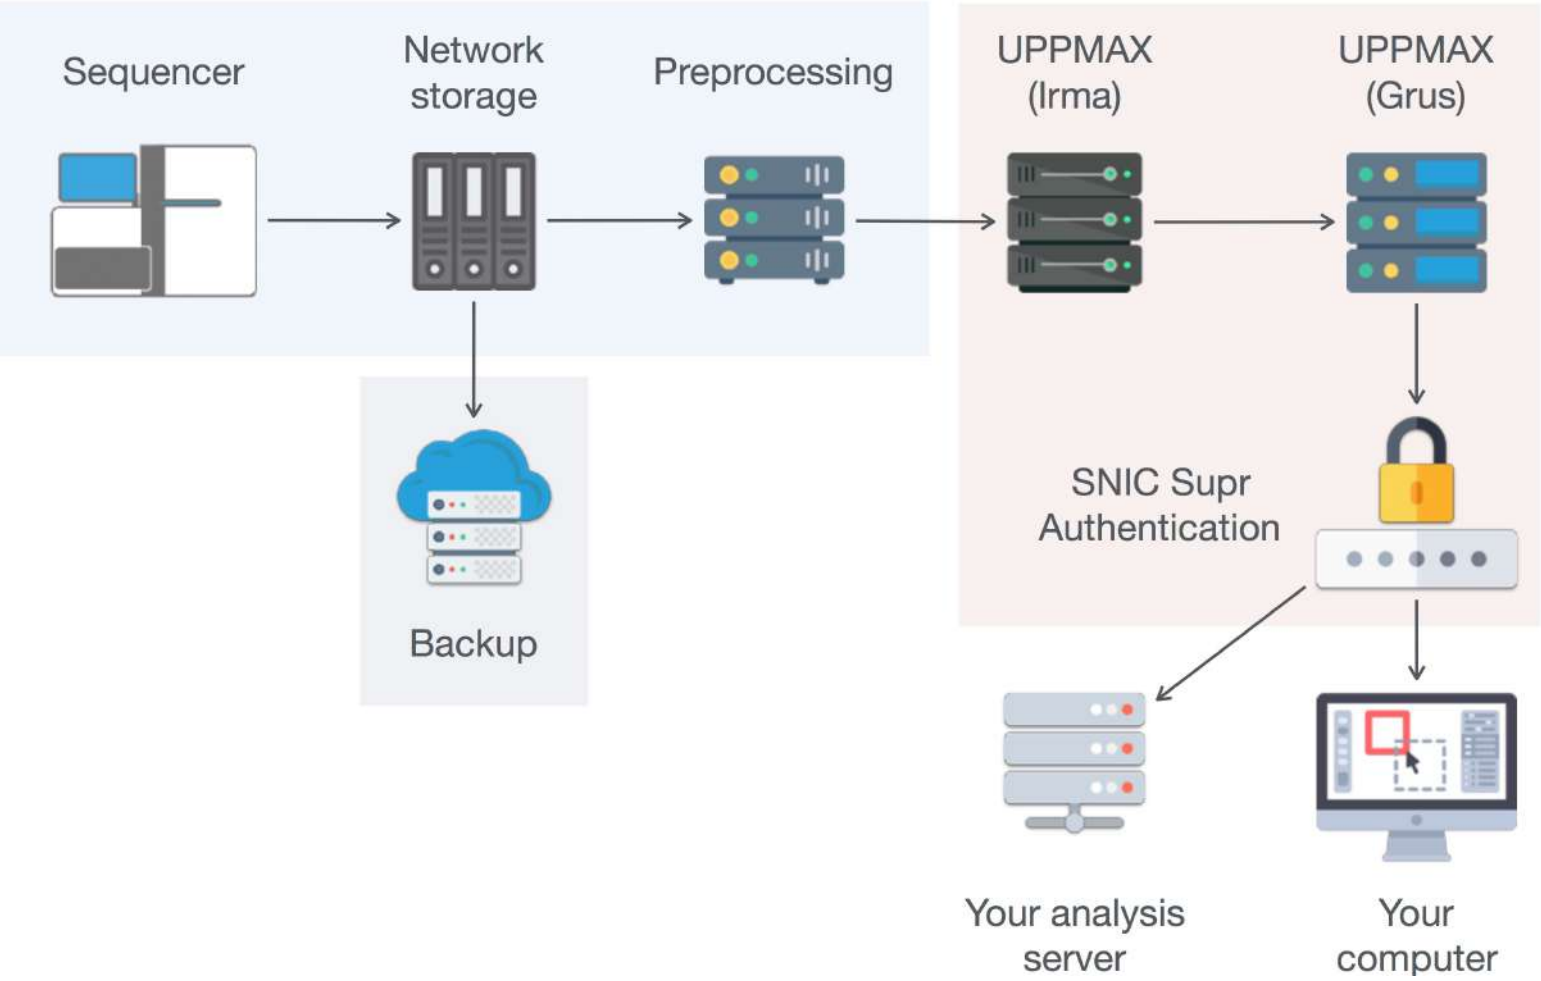 Sequencer
Network
storage
Preprocessing
UPPMAX
(Irma)
UPPMAX
(Grus)
SNIC Supr
Authentication
Backup
Your analysis
server
Your
computer